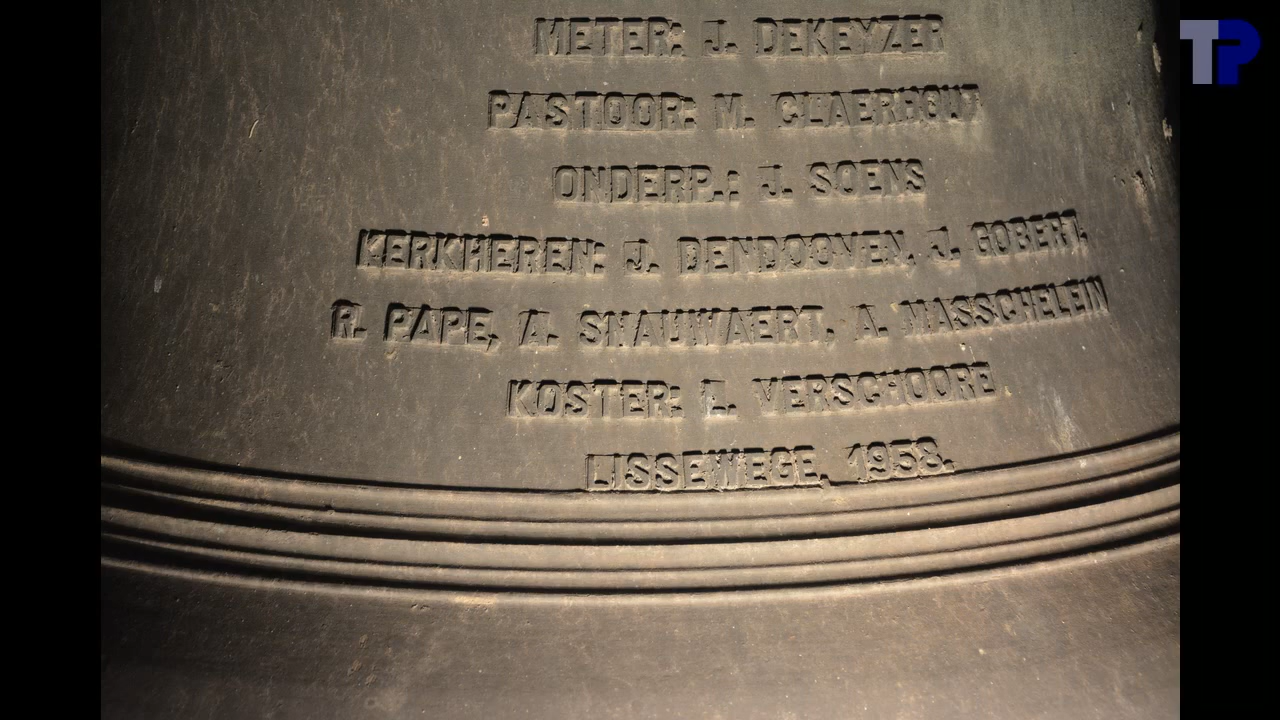 METER: J. DEKEYZER
PASTOOR: M. CLAERHOUT
ONDERP.: J. SOENS
KERKHEREN: J. DENDOOVEN, J. GOBERT,
R. PAPE, A. SNAUWAERT, A. MASSCHELEIN
KOSTER: L. VERSCHOORE
LISSEWEGE, 1958.
TP